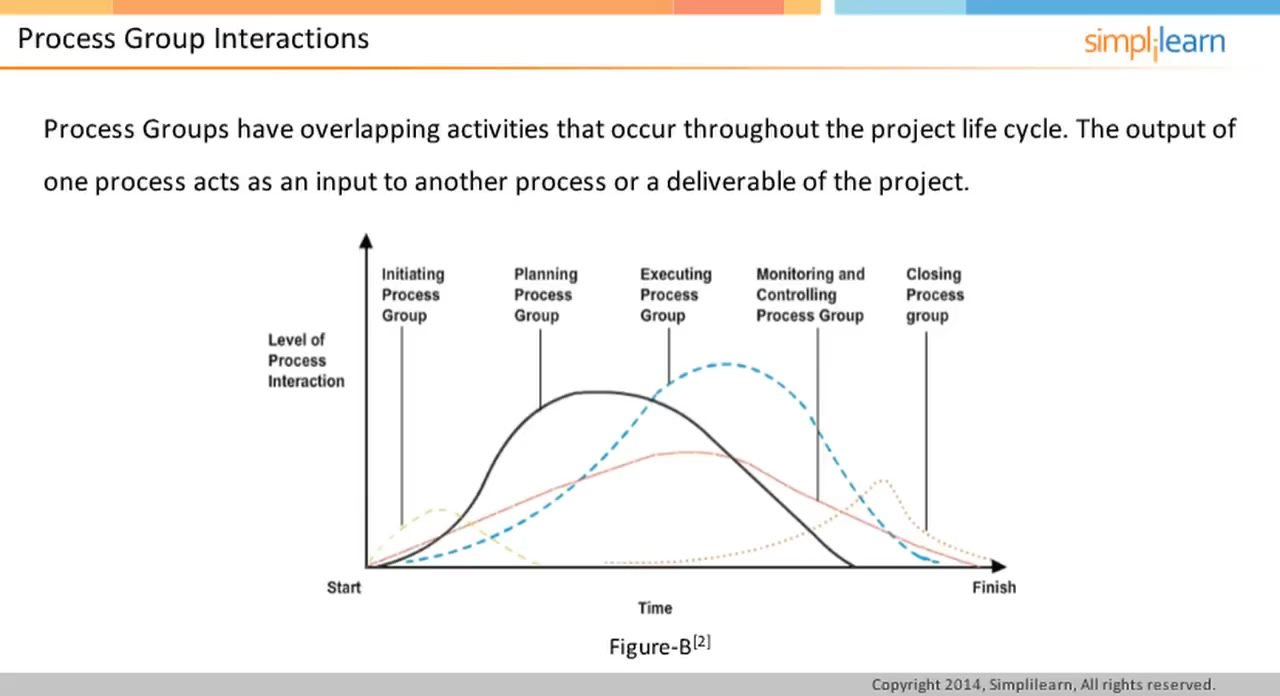 Process Group Interactions
simplilearn
Process Groups have overlapping activities that occur throughout the project life cycle. The output of
one process acts as an input to another process or a deliverable of the project.
Initiating
Process
Group
Planning
Process
Group
Executing
Process
Group
Monitoring and
Controlling
Process Group
Closing
Process
group
Level of
Process
Interaction
Start
Finish
Time
Figure-B[2]
Copyright 2014, Simplilearn, All rights reserved.